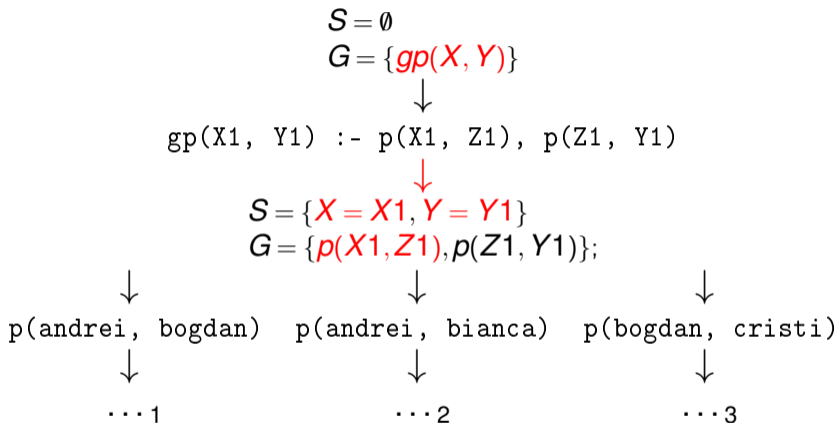 S = ∅
G = {gp(X, Y)}
gp(X1, Y1) :- p(X1, Z1), p(Z1, Y1)
S = {X = X1, Y = Y1}
G = {p(X1,Z1),p(Z1,Y1)};
p(andrei, bogdan) p(andrei, bianca) p(bogdan, cristi)
···1 ···2 ···3